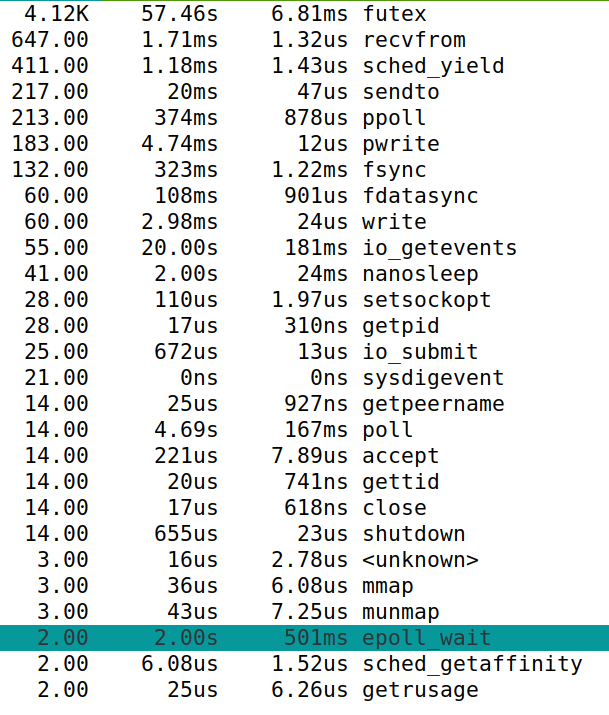 4.12K 57.46s 6.81ms futex
647.00 1.71ms 1.32us recvfrom
411.00 1.18ms 1.43us sched_yield
217.00 20ms 47us sendto
213.00 374ms 878us ppoll
183.00 4.74ms 12us pwrite
132.00 323ms 1.22ms fsync
60.00 108ms 901us fdatasync
60.00 2.98ms 24us write
55.00 20.00s 181ms io_getevents
41.00 2.00s 24ms nanosleep
28.00 110us 1.97us setsockopt
28.00 17us 310ns getpid
25.00 672us 13us io_submit
21.00 0ns 0ns sysdigevent
14.00 25us 927ns getpeername
14.00 4.69s 167ms poll
14.00 221us 7.89us accept
14.00 20us 741ns gettid
14.00 17us 618ns close
14.00 655us 23us shutdown
3.00 16us 2.78us <unknown>
3.00 36us 6.08us mmap
3.00 43us 7.25us munmap
2.00 2.00s 501ms epoll_wait
2.00 6.08us 1.52us sched_getaffinity
2.00 25us 6.26us getrusage